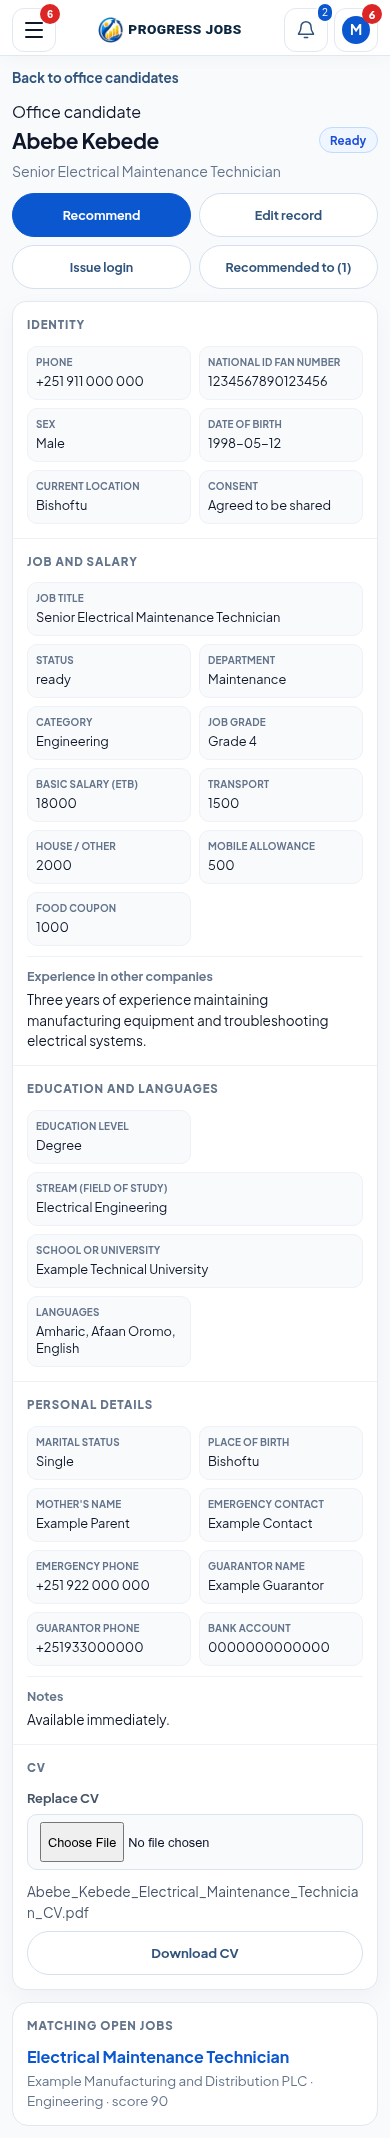 6
PROGRESS JOBS
2
M
6
Back to office candidates
Office candidate
Abebe Kebede
Ready
Senior Electrical Maintenance Technician
Recommend
Edit record
Issue login
Recommended to (1)
IDENTITY
PHONE
+251 911 000 000
NATIONAL ID FAN NUMBER
1234567890123456
SEX
Male
DATE OF BIRTH
1998-05-12
CURRENT LOCATION
Bishoftu
CONSENT
Agreed to be shared
JOB AND SALARY
JOB TITLE
Senior Electrical Maintenance Technician
STATUS
ready
DEPARTMENT
Maintenance
CATEGORY
Engineering
JOB GRADE
Grade 4
BASIC SALARY (ETB)
18000
TRANSPORT
1500
HOUSE / OTHER
2000
MOBILE ALLOWANCE
500
FOOD COUPON
1000
Experience in other companies
Three years of experience maintaining
manufacturing equipment and troubleshooting
electrical systems.
EDUCATION AND LANGUAGES
EDUCATION LEVEL
Degree
STREAM (FIELD OF STUDY)
Electrical Engineering
SCHOOL OR UNIVERSITY
Example Technical University
LANGUAGES
Amharic, Afaan Oromo,
English
PERSONAL DETAILS
MARITAL STATUS
Single
PLACE OF BIRTH
Bishoftu
MOTHER'S NAME
Example Parent
EMERGENCY CONTACT
Example Contact
EMERGENCY PHONE
+251 922 000 000
GUARANTOR NAME
Example Guarantor
GUARANTOR PHONE
+251933000000
BANK ACCOUNT
0000000000000
Notes
Available immediately.
CV
Replace CV
Choose File No file chosen
Abebe_Kebede_Electrical_Maintenance_Technicia
n_CV.pdf
Download CV
MATCHING OPEN JOBS
Electrical Maintenance Technician
Example Manufacturing and Distribution PLC ·
Engineering · score 90